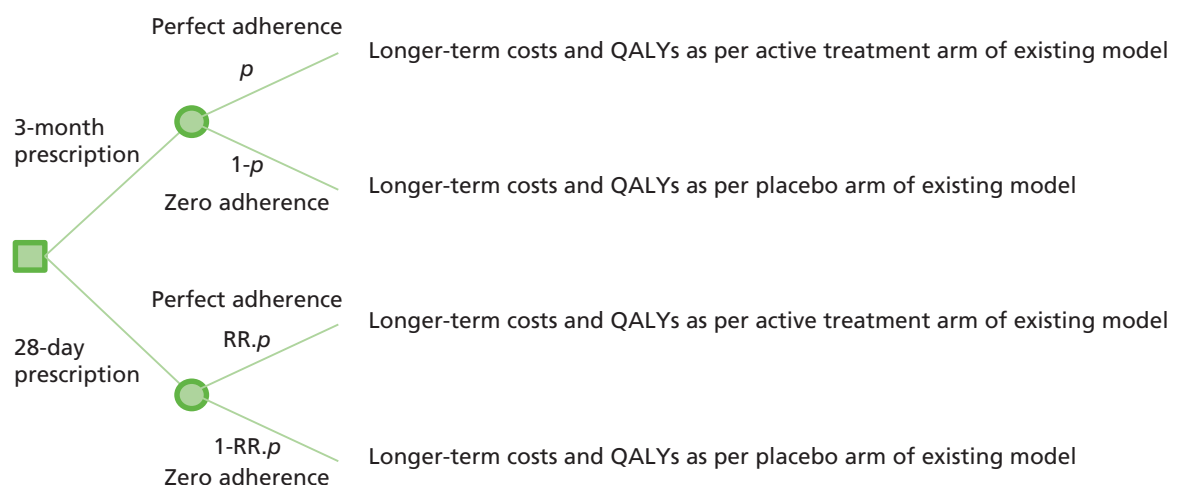 Perfect adherence
p
Longer-term costs and QALYs as per active treatment arm of existing model
3-month
prescription
1-p
Zero adherence
Longer-term costs and QALYs as per placebo arm of existing model
Perfect adherence
RR.p
Longer-term costs and QALYs as per active treatment arm of existing model
28-day
prescription
1-RR.p
Zero adherence
Longer-term costs and QALYs as per placebo arm of existing model